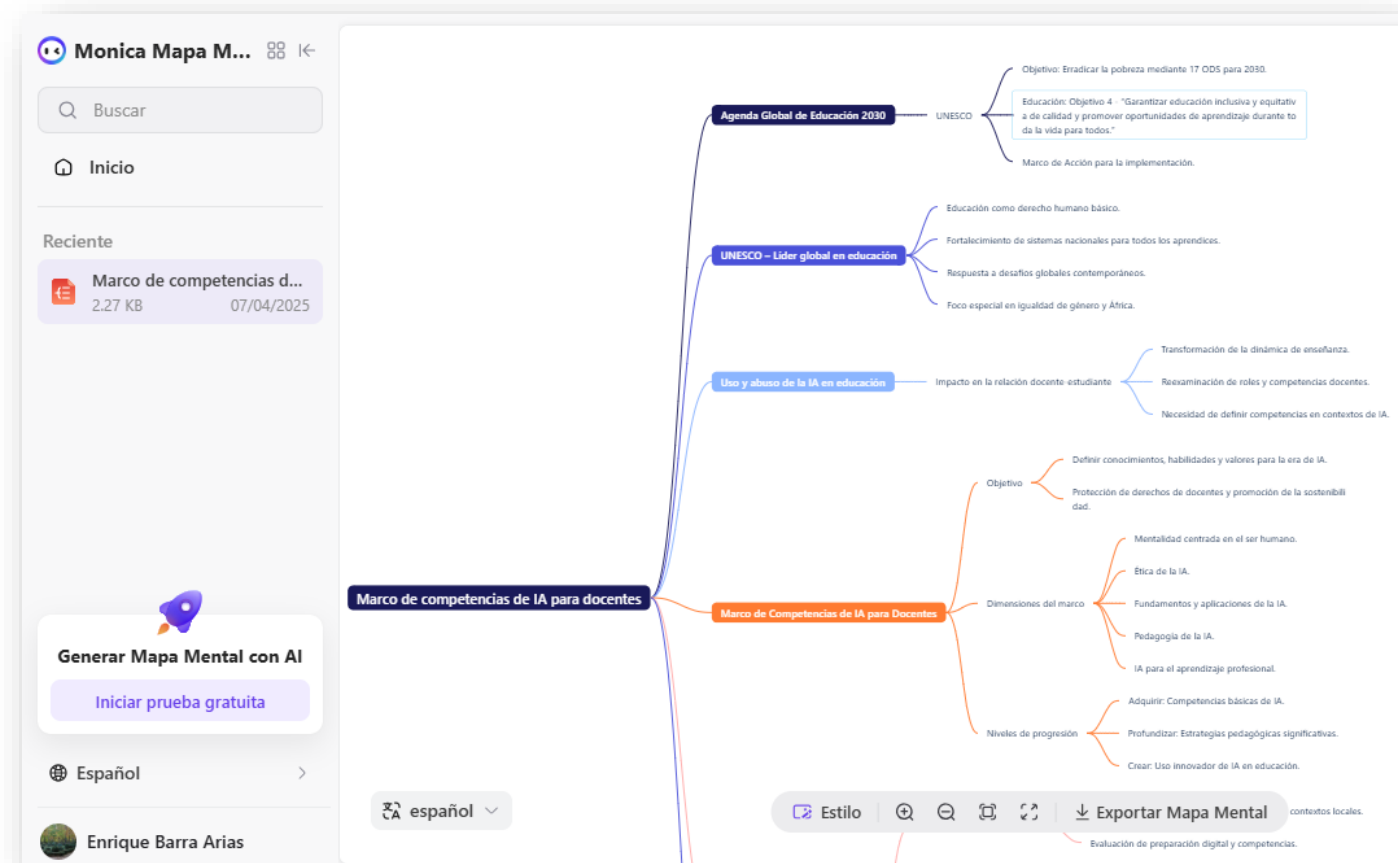 Monica Mapa M...
Buscar
Inicio
Reciente
Marco de competencias d...
2.27 KB
07/04/2025
Generar Mapa Mental con AI
Iniciar prueba gratuita
Español
Enrique Barra Arias
Marco de competencias de IA para docentes
Agenda Global de Educación 2030
UNESCO
Objetivo: Erradicar la pobreza mediante 17 ODS para 2030.
Educación: Objetivo 4 - "Garantizar educación inclusiva y equitativ
a de calidad y promover oportunidades de aprendizaje durante to
da la vida para todos."
Marco de Acción para la implementación.
UNESCO – Líder global en educación
Educación como derecho humano básico.
Fortalecimiento de sistemas nacionales para todos los aprendices.
Respuesta a desafíos globales contemporáneos.
Foco especial en igualdad de género y África.
Uso y abuso de la IA en educación
Impacto en la relación docente-estudiante
Transformación de la dinámica de enseñanza.
Reexaminación de roles y competencias docentes.
Necesidad de definir competencias en contextos de IA.
Marco de Competencias de IA para Docentes
Objetivo
Definir conocimientos, habilidades y valores para la era de IA.
Protección de derechos de docentes y promoción de la sostenibili
dad.
Dimensiones del marco
Mentalidad centrada en el ser humano.
Ética de la IA.
Fundamentos y aplicaciones de la IA.
Pedagogía de la IA.
IA para el aprendizaje profesional.
Niveles de progresión
Adquirir: Competencias básicas de IA.
Profundizar: Estrategias pedagógicas significativas.
Crear: Uso innovador de IA en educación.
español
Estilo
Exportar Mapa Mental
contextos locales.
Evaluación de preparación digital y competencias.